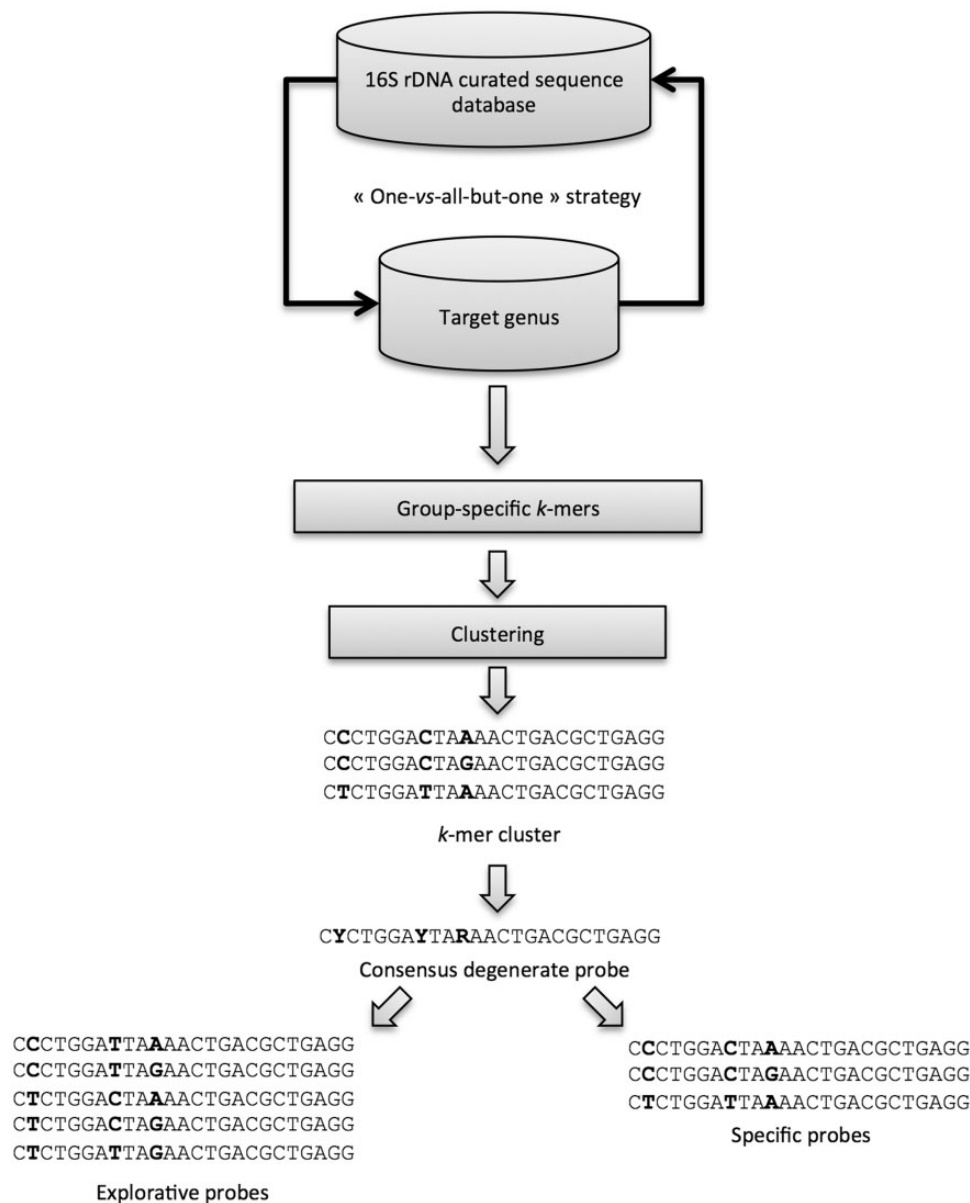 16S rDNA curated sequence
database
« One-vs-all-but-one » strategy
Target genus
Group-specific k-mers
Clustering
CCCTGGACTAAAACTGACGCTGAGG
CCCTGGACTAGAACTGACGCTGAGG
CTCTGGATTAAAACTGACGCTGAGG
k-mer cluster
CYCTGGAYTARAACTGACGCTGAGG
Consensus degenerate probe
CCCTGGATTAAAACTGACGCTGAGG
CCCTGGATTAGAACTGACGCTGAGG
CTCTGGACTAAAACTGACGCTGAGG
CTCTGGACTAGAACTGACGCTGAGG
CTCTGGATTAGAACTGACGCTGAGG
Explorative probes
CCCTGGACTAAAACTGACGCTGAGG
CCCTGGACTAGAACTGACGCTGAGG
CTCTGGATTAAAACTGACGCTGAGG
Specific probes